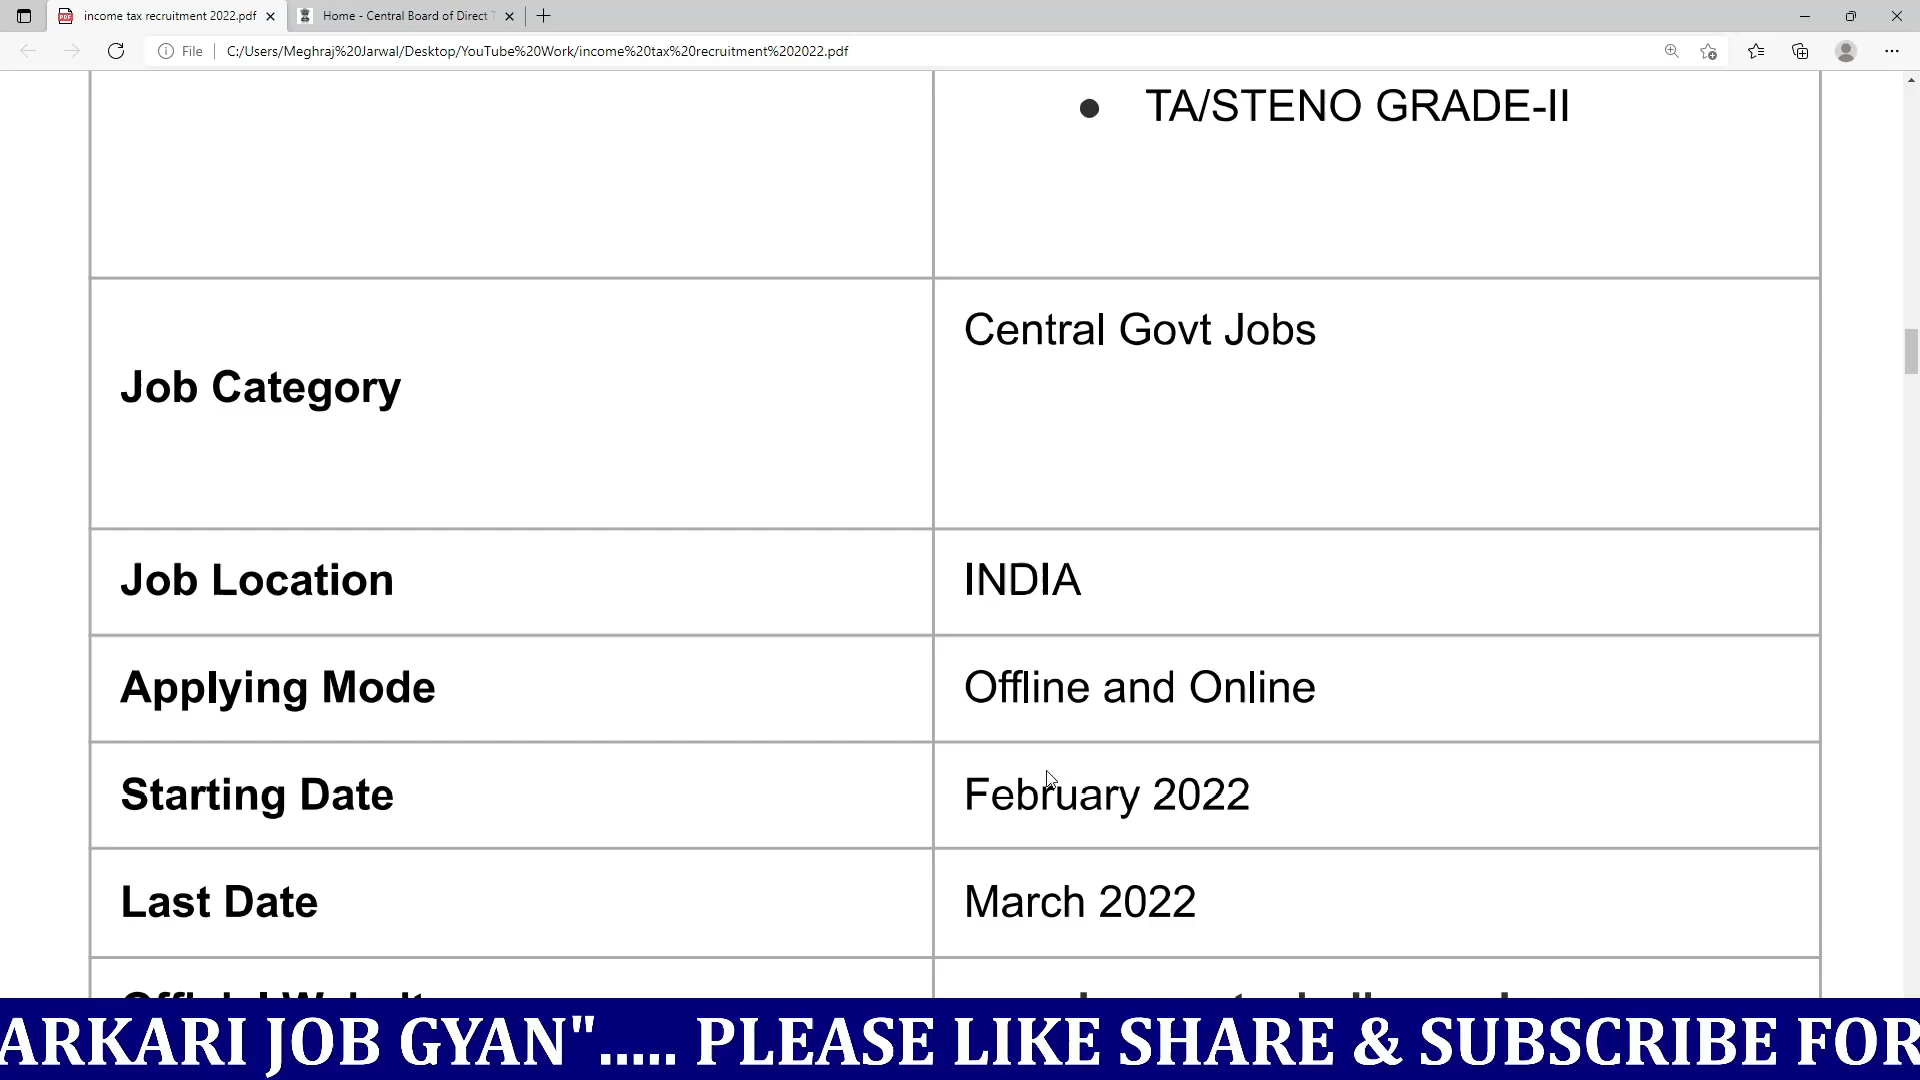 income tax recruitment 2022.pdf
Home - Central Board of Direct T
File
C:/Users/Meghraj%20Jarwal/Desktop/YouTube%20Work/income%20tax%20recruitment%202022.pdf
● TA/STENO GRADE-II
Job Category
Central Govt Jobs
Job Location
INDIA
Applying Mode
Offline and Online
Starting Date
February 2022
Last Date
March 2022
ARKARI JOB GYAN"..... PLEASE LIKE SHARE & SUBSCRIBE FOR